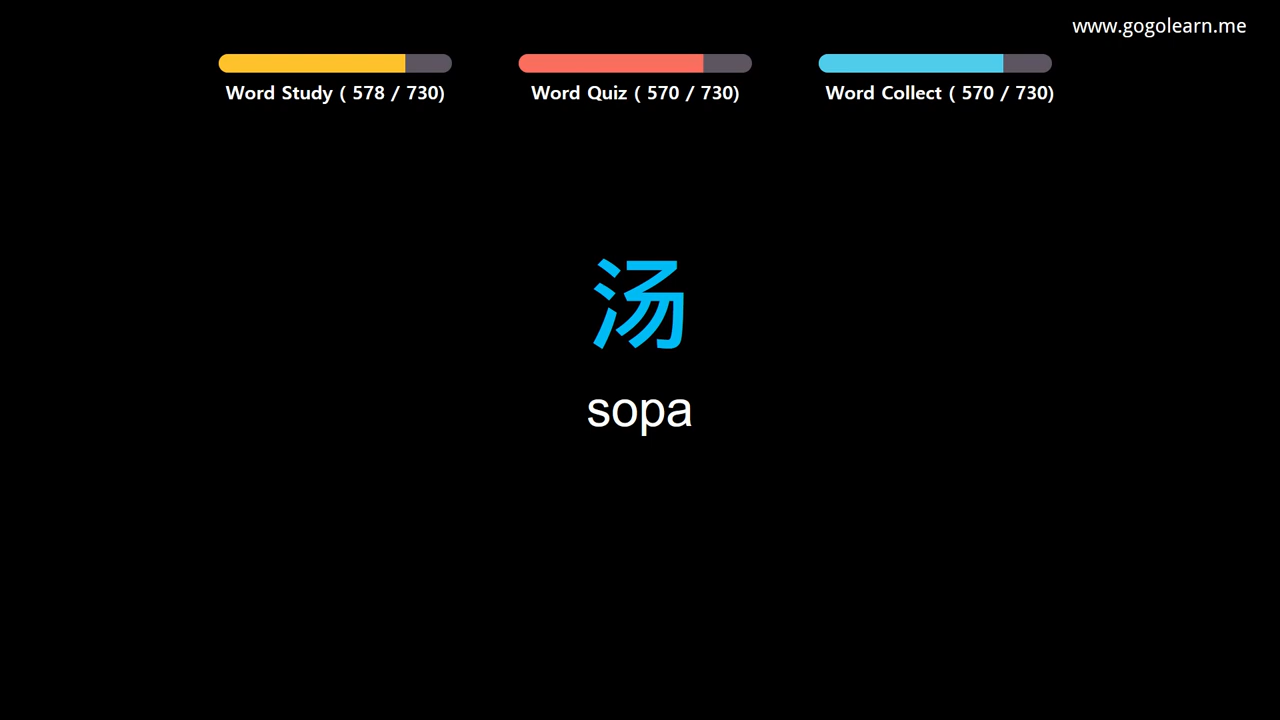 www.gogolearn.me
Word Study ( 578 / 730)
Word Quiz ( 570 / 730)
Word Collect ( 570 / 730)
汤
sopa